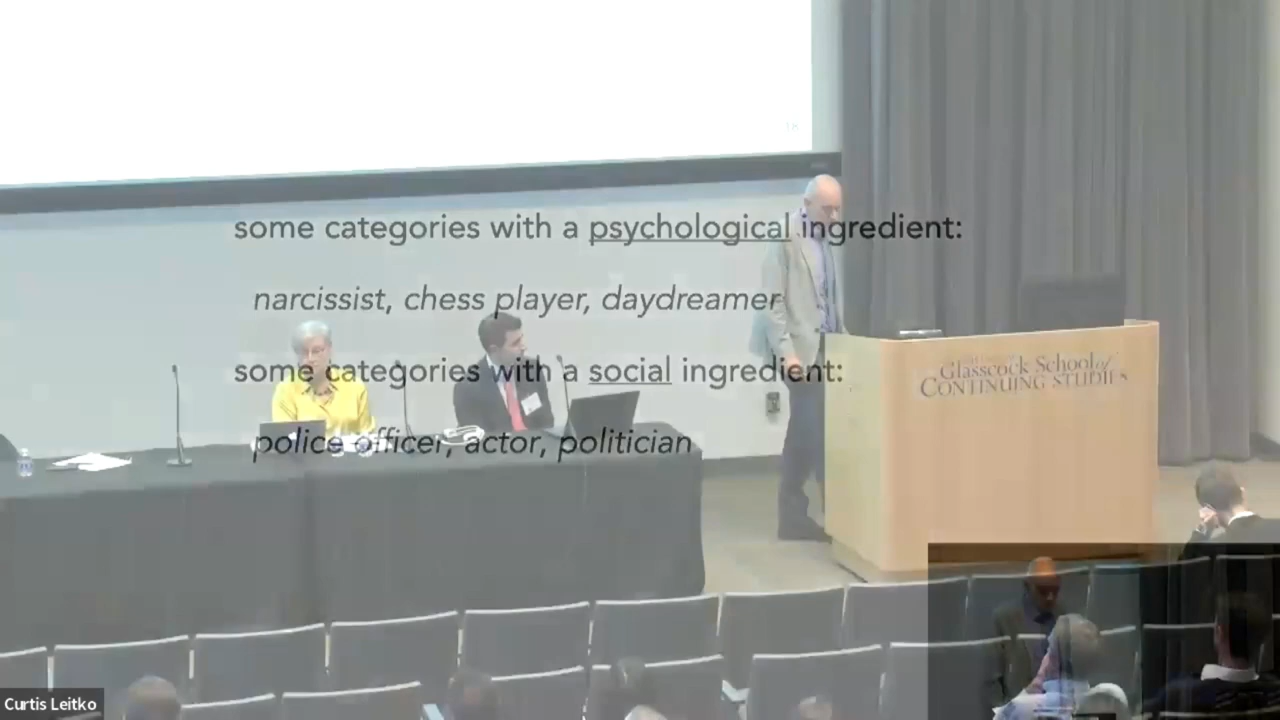 18
some categories with a psychological ingredient:
narcissist, chess player, daydreamer
some categories with a social ingredient:
police officer, actor, politician
Glasscock School of
CONTINUING STUDIES
Curtis Leitko